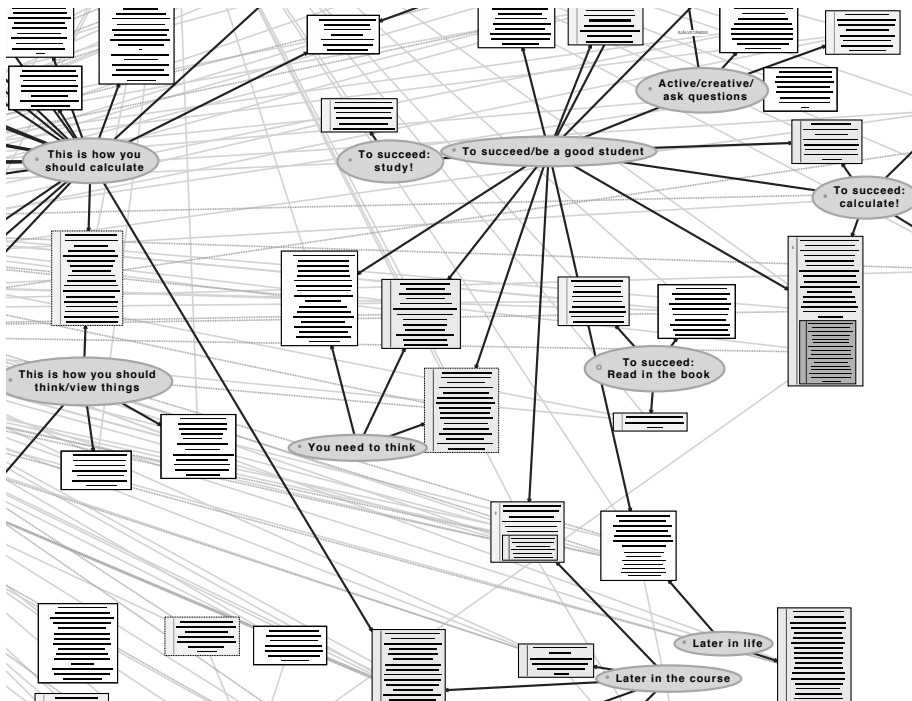 Active/creative/
ask questions
This is how you
should calculate
To succeed:
study!
To succeed/be a good student
To succeed:
calculate!
This is how you should
think/view things
To succeed:
Read in the book
You need to think
Later in life
Later in the course